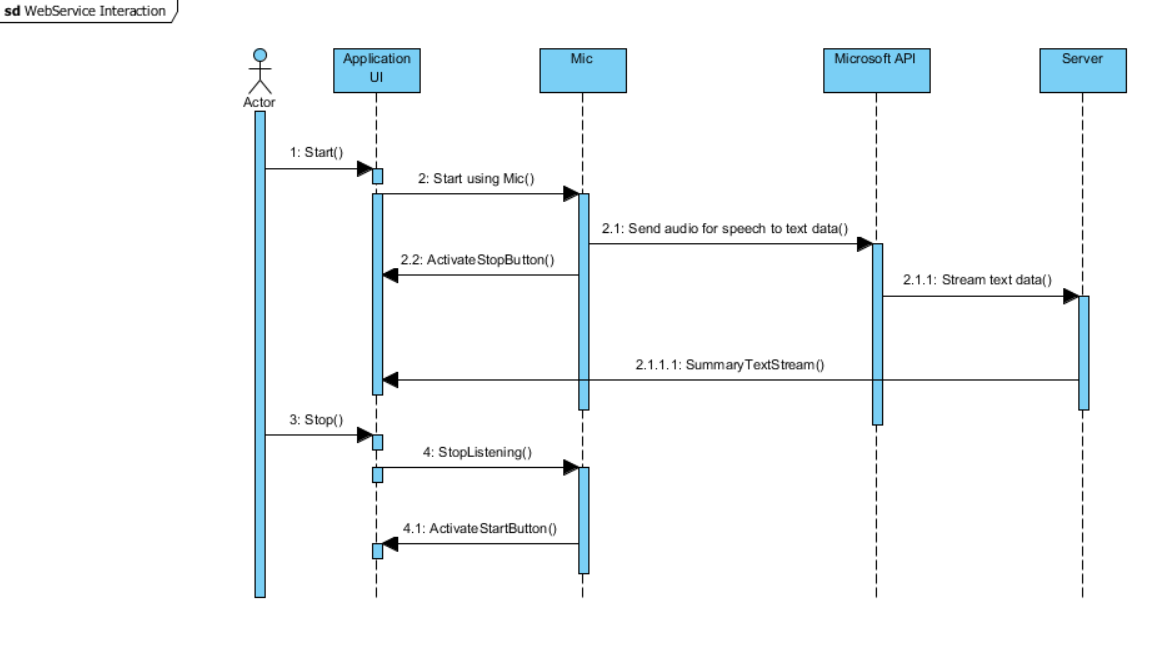 sd WebService Interaction
Application
UI
Mic
Microsoft API
Server
Actor
1: Start()
2: Start using Mic()
2.1: Send audio for speech to text data()
2.2: ActivateStopButton()
2.1.1: Stream text data()
2.1.1.1: SummaryTextStream()
3: Stop()
4: StopListening()
4.1: ActivateStartButton()